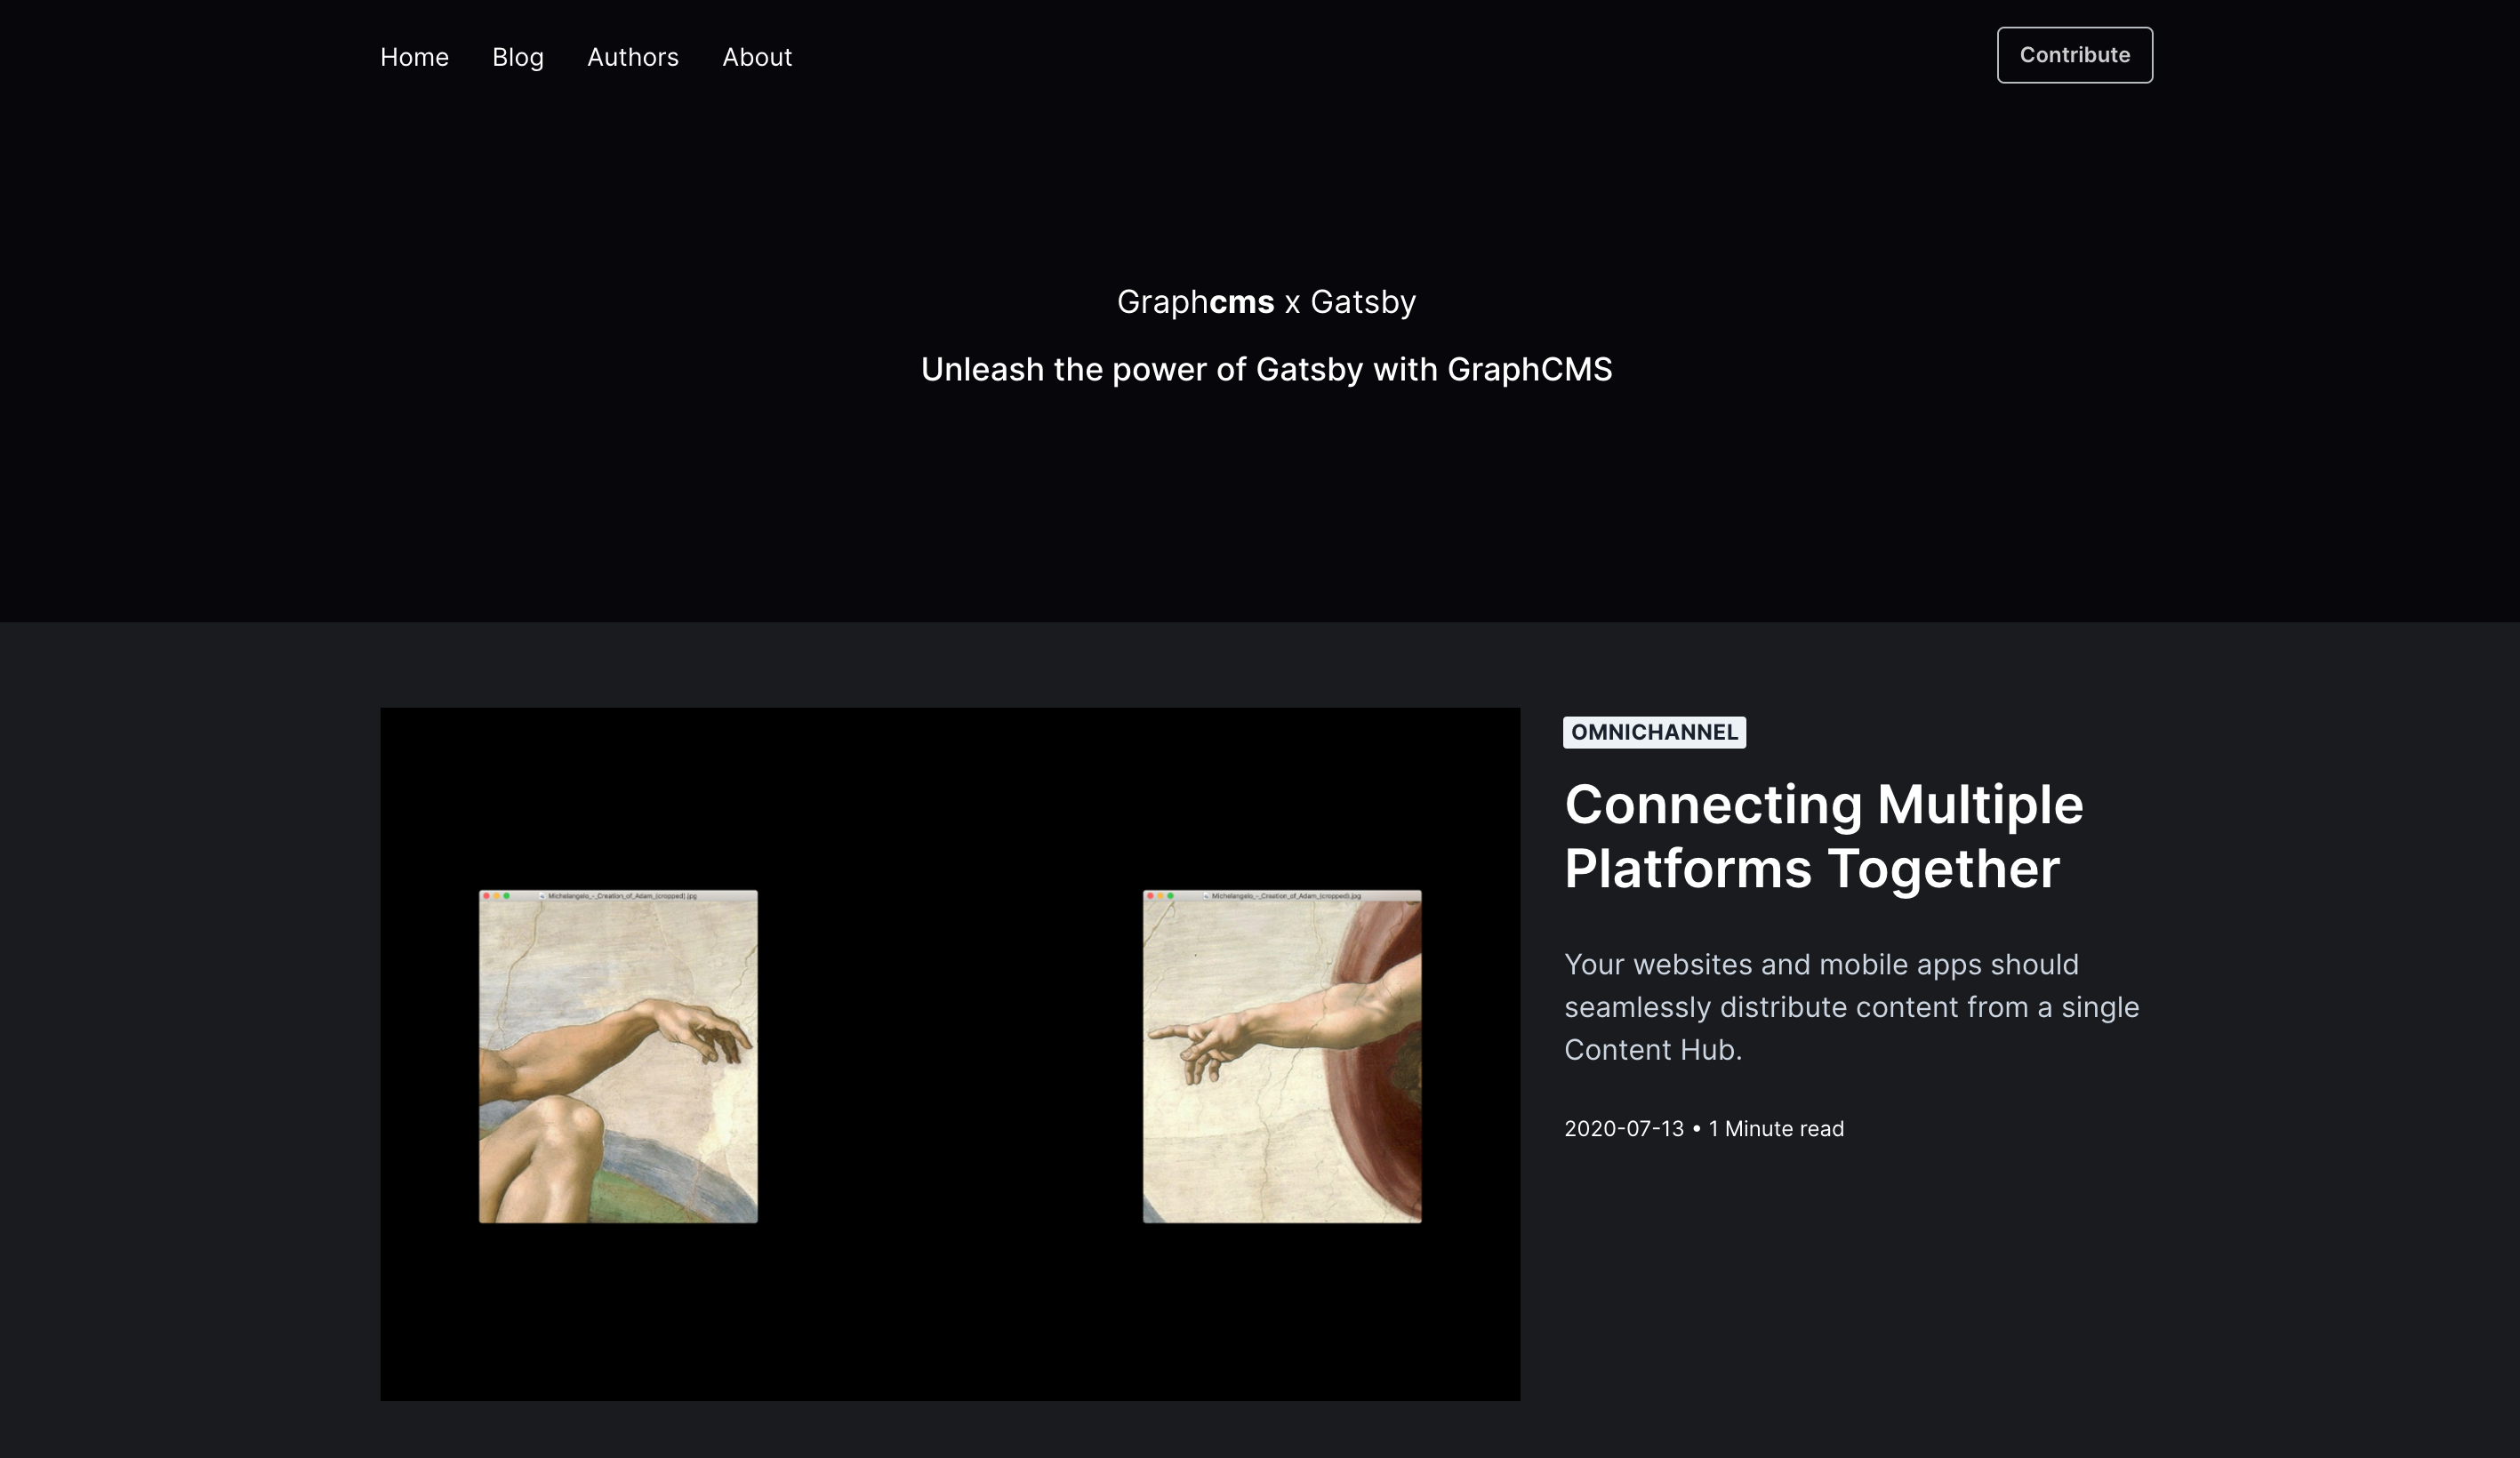 Home Blog Authors About Contribute
Graphcms x Gatsby
Unleash the power of Gatsby with GraphCMS
OMNICHANNEL
Connecting Multiple
Platforms Together
Michelangelo_-_Creation_of_Adam_(cropped).jpg
Michelangelo_-_Creation_of_Adam_(cropped).jpg
Your websites and mobile apps should
seamlessly distribute content from a single
Content Hub.
2020-07-13 • 1 Minute read